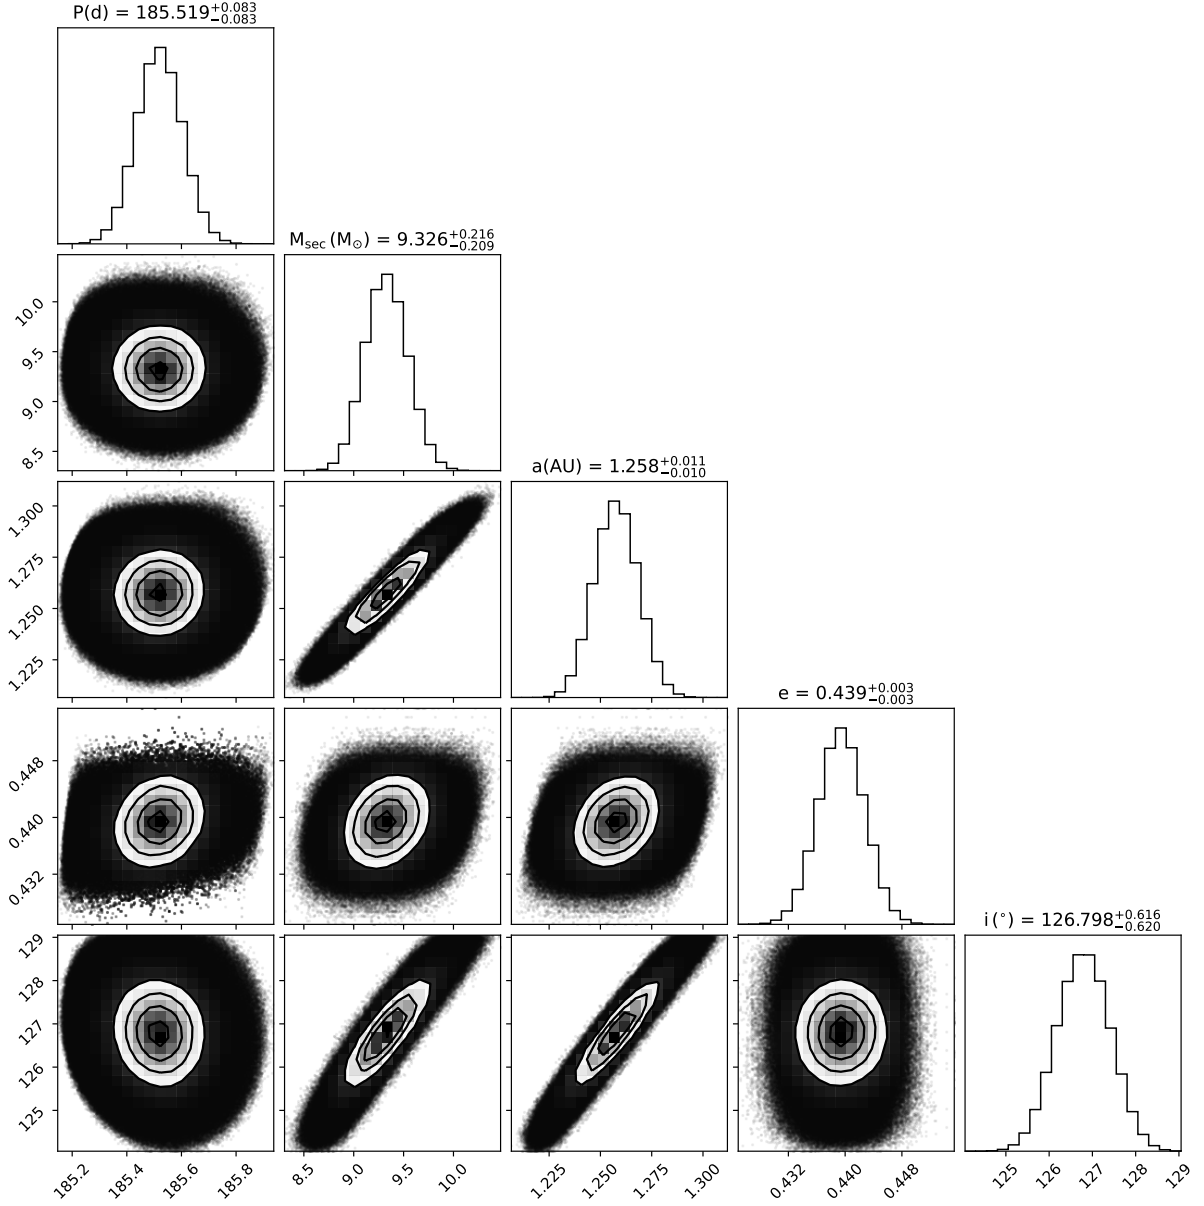 P(d) = 185.519 +0.083 −0.083
Msec (M⊙) = 9.326 +0.216 −0.209
10.0
9.5
9.0
8.5
a(AU) = 1.258 +0.011 −0.010
1.300
1.275
1.250
1.225
e = 0.439 +0.003 −0.003
0.448
0.440
0.432
i (°) = 126.798 +0.616 −0.620
129
128
127
126
125
185.2 185.4 185.6 185.8 8.5 9.0 9.5 10.0 1.225 1.250 1.275 1.300 0.432 0.440 0.448 125 126 127 128 129